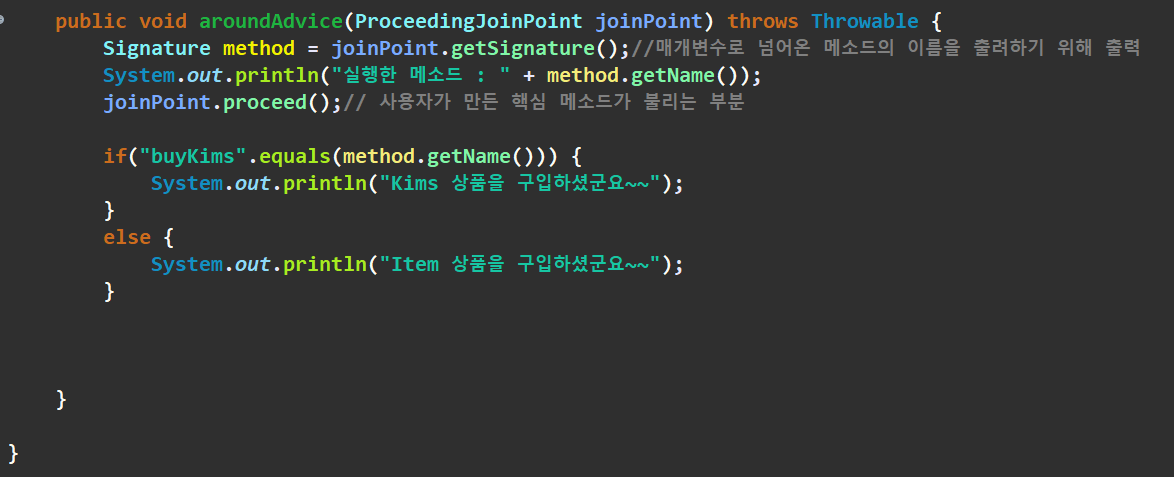 public void aroundAdvice(ProceedingJoinPoint joinPoint) throws Throwable {
Signature method = joinPoint.getSignature();//매개변수로 넘어온 메소드의 이름을 출려하기 위해 출력
System.out.println("실행한 메소드 : " + method.getName());
joinPoint.proceed();// 사용자가 만든 핵심 메소드가 불리는 부분
if("buyKims".equals(method.getName())) {
System.out.println("Kims 상품을 구입하셨군요~~");
}
else {
System.out.println("Item 상품을 구입하셨군요~~");
}
}
}